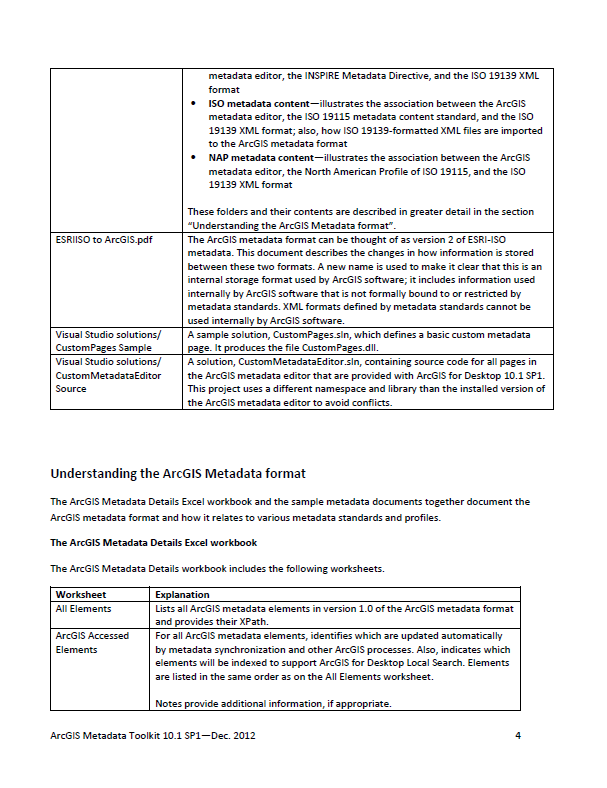 metadata editor, the INSPIRE Metadata Directive, and the ISO 19139 XML
format
• ISO metadata content—illustrates the association between the ArcGIS
metadata editor, the ISO 19115 metadata content standard, and the ISO
19139 XML format; also, how ISO 19139-formatted XML files are imported
to the ArcGIS metadata format
• NAP metadata content—illustrates the association between the ArcGIS
metadata editor, the North American Profile of ISO 19115, and the ISO
19139 XML format
These folders and their contents are described in greater detail in the section
“Understanding the ArcGIS Metadata format”.
ESRIISO to ArcGIS.pdf
The ArcGIS metadata format can be thought of as version 2 of ESRI-ISO
metadata. This document describes the changes in how information is stored
between these two formats. A new name is used to make it clear that this is an
internal storage format used by ArcGIS software; it includes information used
internally by ArcGIS software that is not formally bound to or restricted by
metadata standards. XML formats defined by metadata standards cannot be
used internally by ArcGIS software.
Visual Studio solutions/
CustomPages Sample
A sample solution, CustomPages.sln, which defines a basic custom metadata
page. It produces the file CustomPages.dll.
Visual Studio solutions/
CustomMetadataEditor
Source
A solution, CustomMetadataEditor.sln, containing source code for all pages in
the ArcGIS metadata editor that are provided with ArcGIS for Desktop 10.1 SP1.
This project uses a different namespace and library than the installed version of
the ArcGIS metadata editor to avoid conflicts.
Understanding the ArcGIS Metadata format
The ArcGIS Metadata Details Excel workbook and the sample metadata documents together document the
ArcGIS metadata format and how it relates to various metadata standards and profiles.
The ArcGIS Metadata Details Excel workbook
The ArcGIS Metadata Details workbook includes the following worksheets.
Worksheet Explanation
All Elements
Lists all ArcGIS metadata elements in version 1.0 of the ArcGIS metadata format
and provides their XPath.
ArcGIS Accessed
Elements
For all ArcGIS metadata elements, identifies which are updated automatically
by metadata synchronization and other ArcGIS processes. Also, indicates which
elements will be indexed to support ArcGIS for Desktop Local Search. Elements
are listed in the same order as on the All Elements worksheet.
Notes provide additional information, if appropriate.
ArcGIS Metadata Toolkit 10.1 SP1—Dec. 2012 4